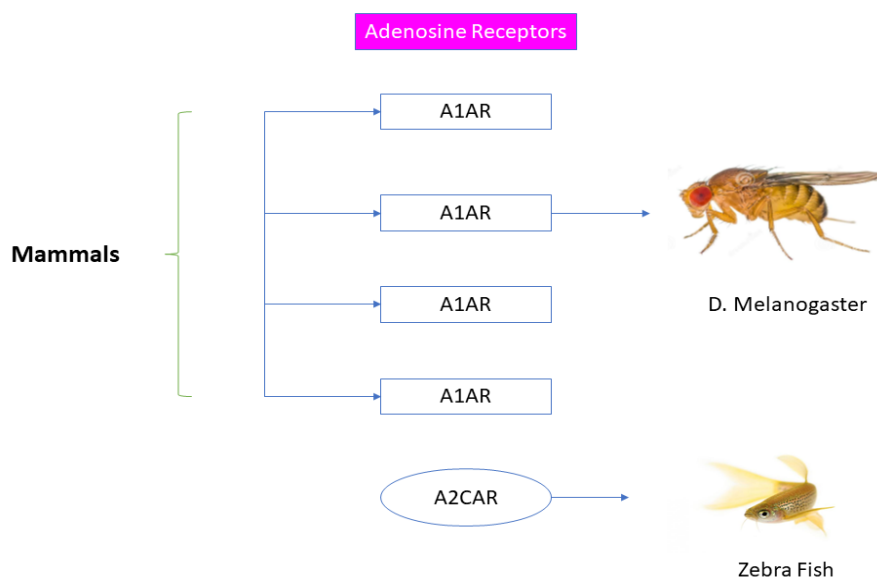 Adenosine Receptors
A1AR
A1AR
Mammals
A1AR
D. Melanogaster
A1AR
A2CAR
Zebra Fish